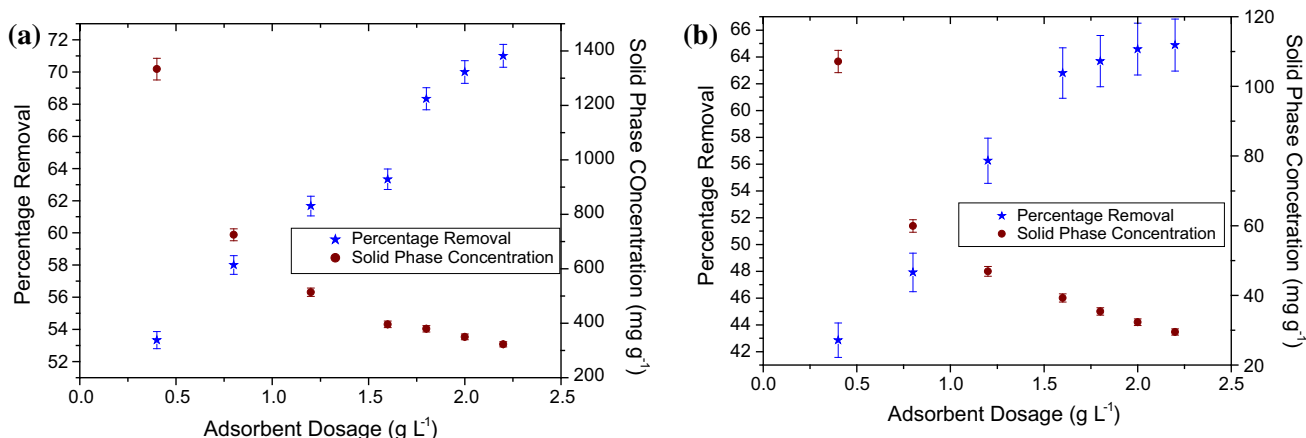 (a)
Percentage Removal
72
70
68
66
64
62
60
58
56
54
52
0.0 0.5 1.0 1.5 2.0 2.5
Adsorbent Dosage (g L-1)
1400
1200
1000
800
600
400
200
Solid Phase COncentration (mg g-1)
Percentage Removal
Solid Phase Concentration
(b)
Percentage Removal
66
64
62
60
58
56
54
52
50
48
46
44
42
0.0 0.5 1.0 1.5 2.0 2.5
Adsorbent Dosage (g L-1)
120
100
80
60
40
20
Solid Phase Concetration (mg g-1)
Percentage Removal
Solid Phase Concentration